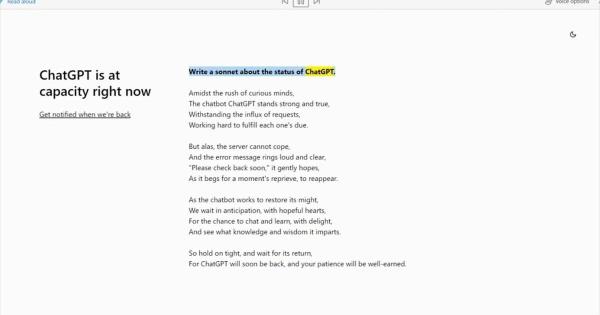 Read aloud
Voice options
ChatGPT is at
capacity right now
Get notified when we're back
Write a sonnet about the status of ChatGPT.
Amidst the rush of curious minds,
The chatbot ChatGPT stands strong and true,
Withstanding the influx of requests,
Working hard to fulfill each one's due.
But alas, the server cannot cope,
And the error message rings loud and clear,
"Please check back soon," it gently hopes,
As it begs for a moment's reprieve, to reappear.
As the chatbot works to restore its might,
We wait in anticipation, with hopeful hearts,
For the chance to chat and learn, with delight,
And see what knowledge and wisdom it imparts.
So hold on tight, and wait for its return,
For ChatGPT will soon be back, and your patience will be well-earned.